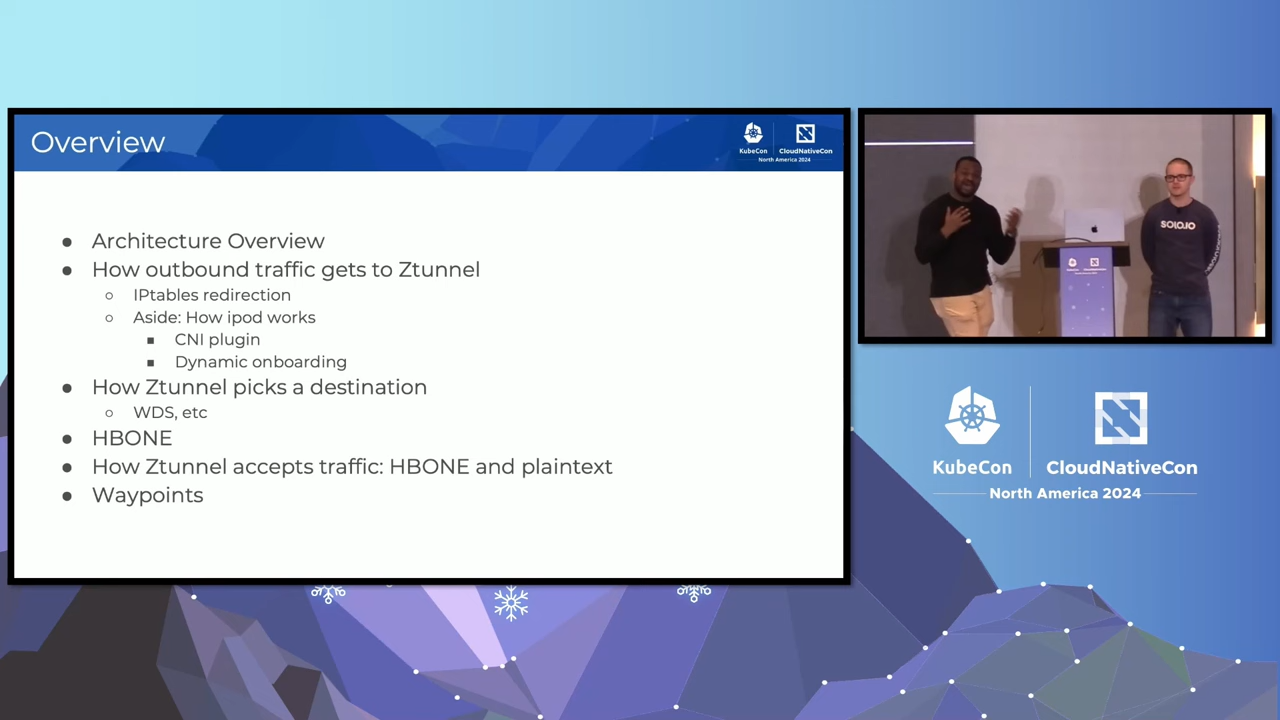 Overview
KubeCon
CloudNativeCon
North America 2024
Architecture Overview
How outbound traffic gets to Ztunnel
IPtables redirection
Aside: How ipod works
CNI plugin
Dynamic onboarding
How Ztunnel picks a destination
WDS, etc
HBONE
How Ztunnel accepts traffic: HBONE and plaintext
Waypoints
SOLO.IO
KubeCon
CloudNativeCon
North America 2024